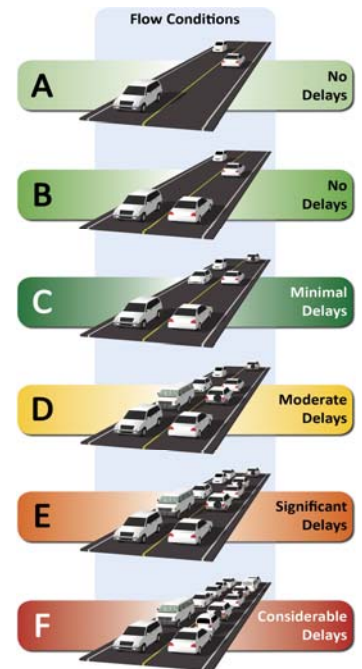 Flow Conditions
A
No
Delays
B
No
Delays
C
Minimal
Delays
D
Moderate
Delays
E
Significant
Delays
F
Considerable
Delays